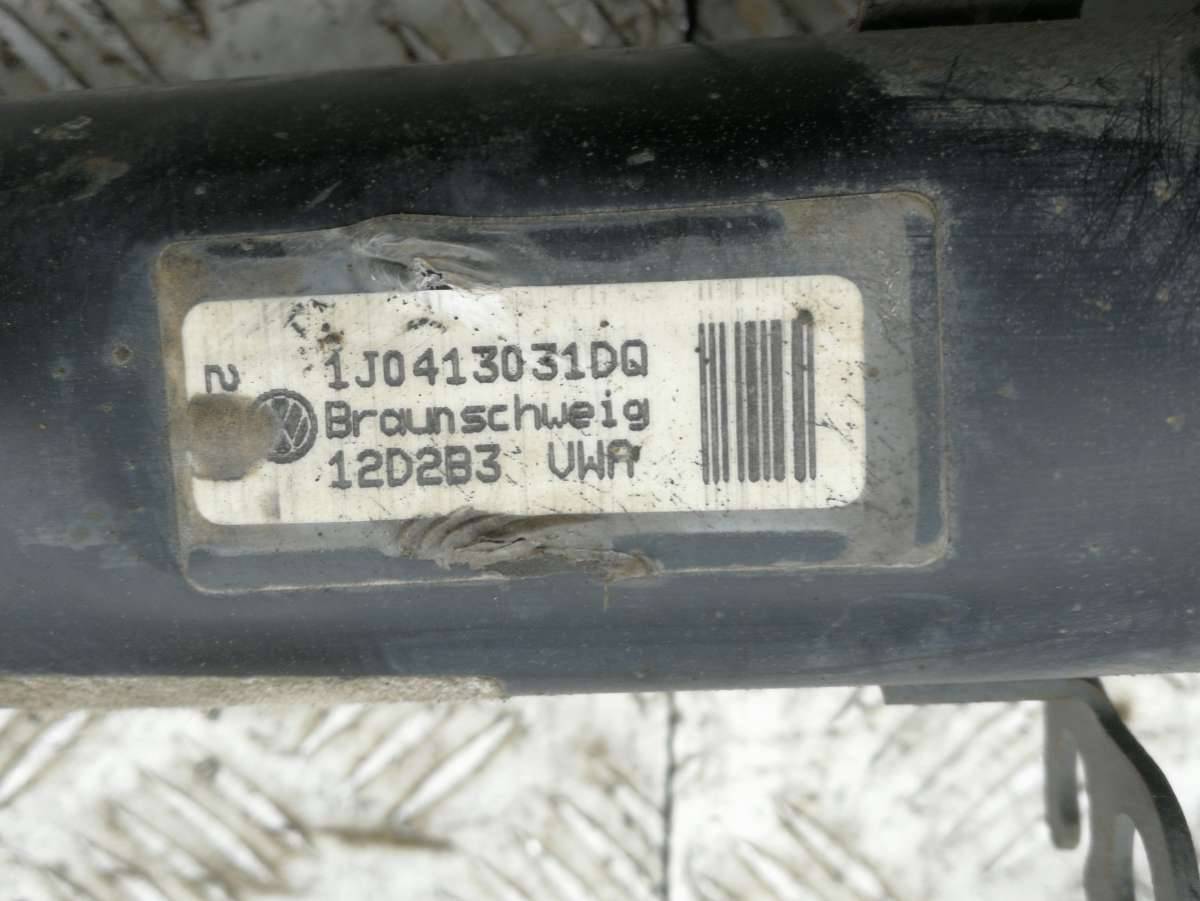 2
1J0413031DQ
Braunschweig
12D2B3 VWA